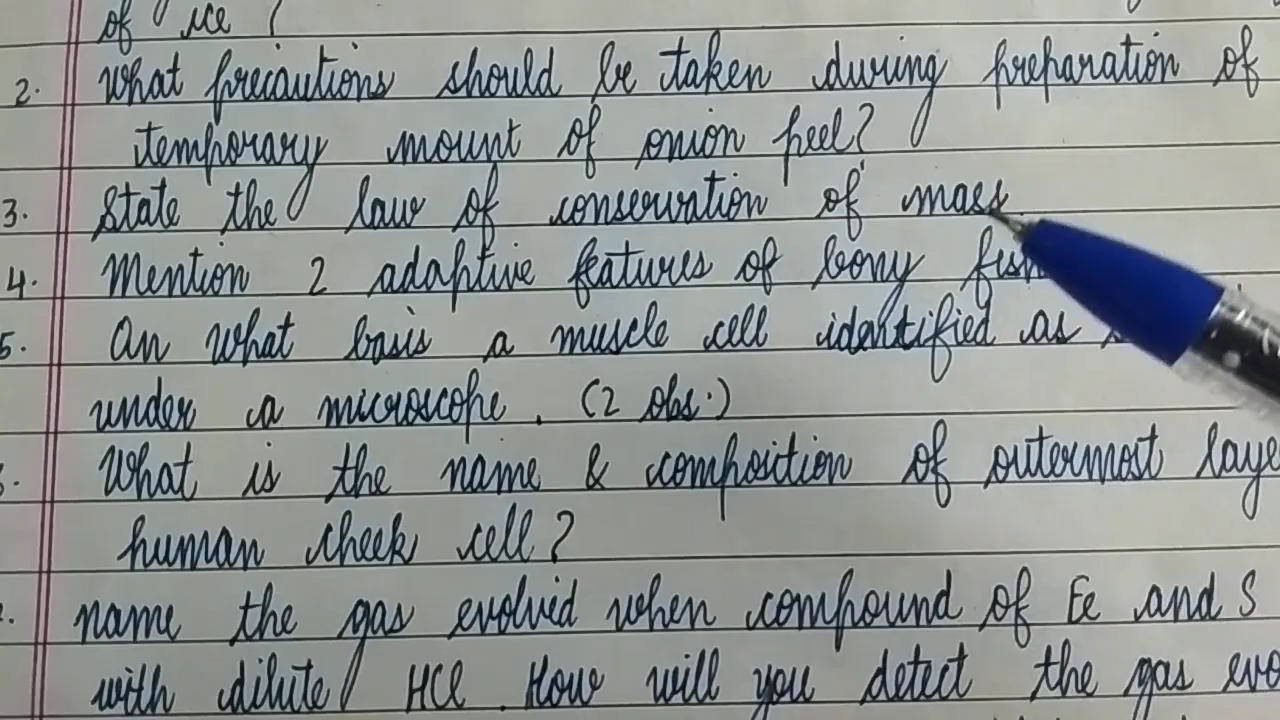 of ice ?
2. What precautions should be taken during preparation of
temporary mount of onion peel?
3. State the law of conservation of mass
4. Mention 2 adaptive features of bony fish
5. On what basis a muscle cell identified as
under a microscope. (2 obs.)
What is the name & composition of outermost laye
human cheek cell?
name the gas evolved when compound of Fe and S
with dilute HCl. How will you detect the gas evo